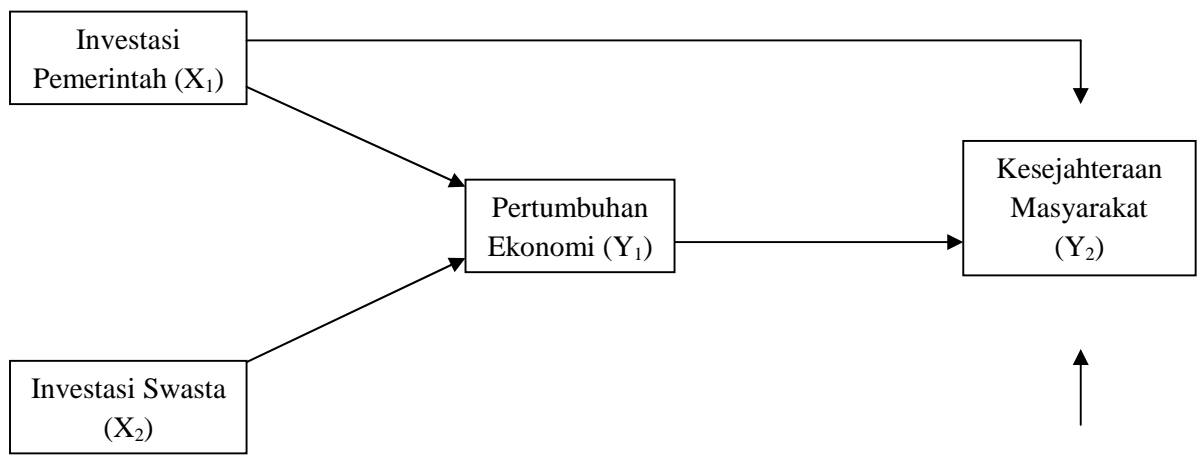 Investasi
Pemerintah (X₁)
Pertumbuhan
Ekonomi (Y₁)
Kesejahteraan
Masyarakat
(Y₂)
Investasi Swasta
(X₂)